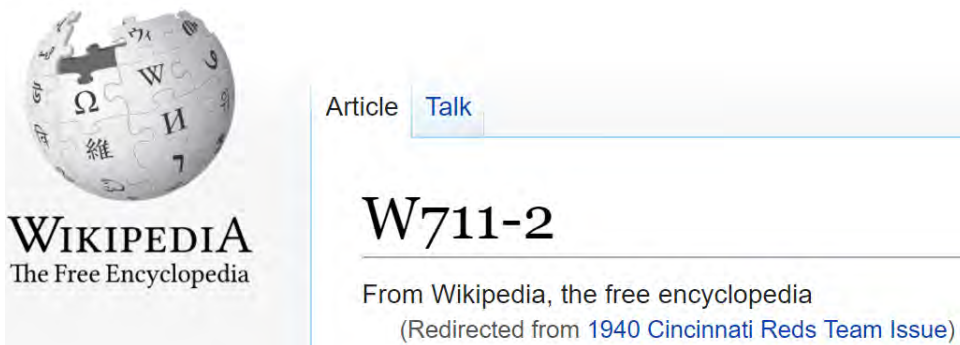 WIKIPEDIA
The Free Encyclopedia
Article Talk
W711-2
From Wikipedia, the free encyclopedia
(Redirected from 1940 Cincinnati Reds Team Issue)